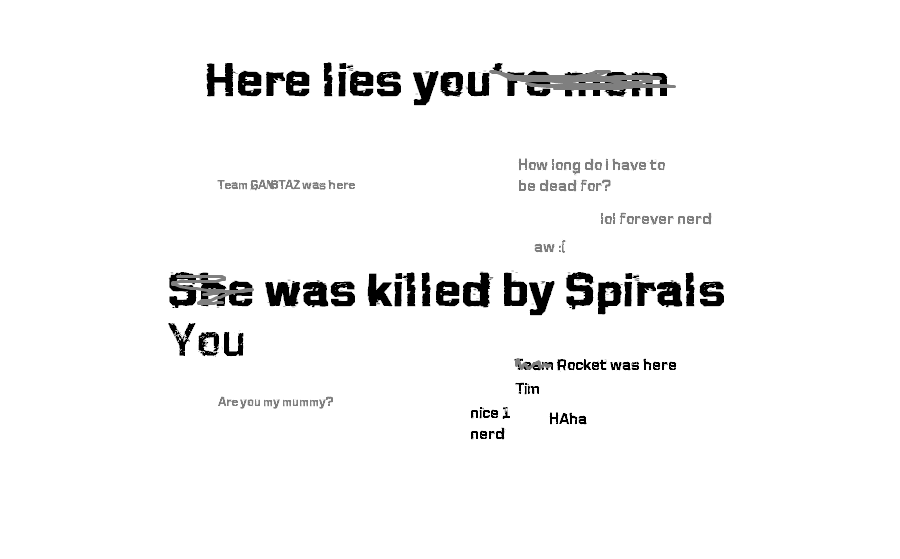 Here lies you're mom
Team GANSTAZ was here
How long do i have to
be dead for?
lol forever nerd
aw :(
She was killed by Spirals
You
Team Rocket was here
Tim
Are you my mummy?
nice 1
nerd
HAha